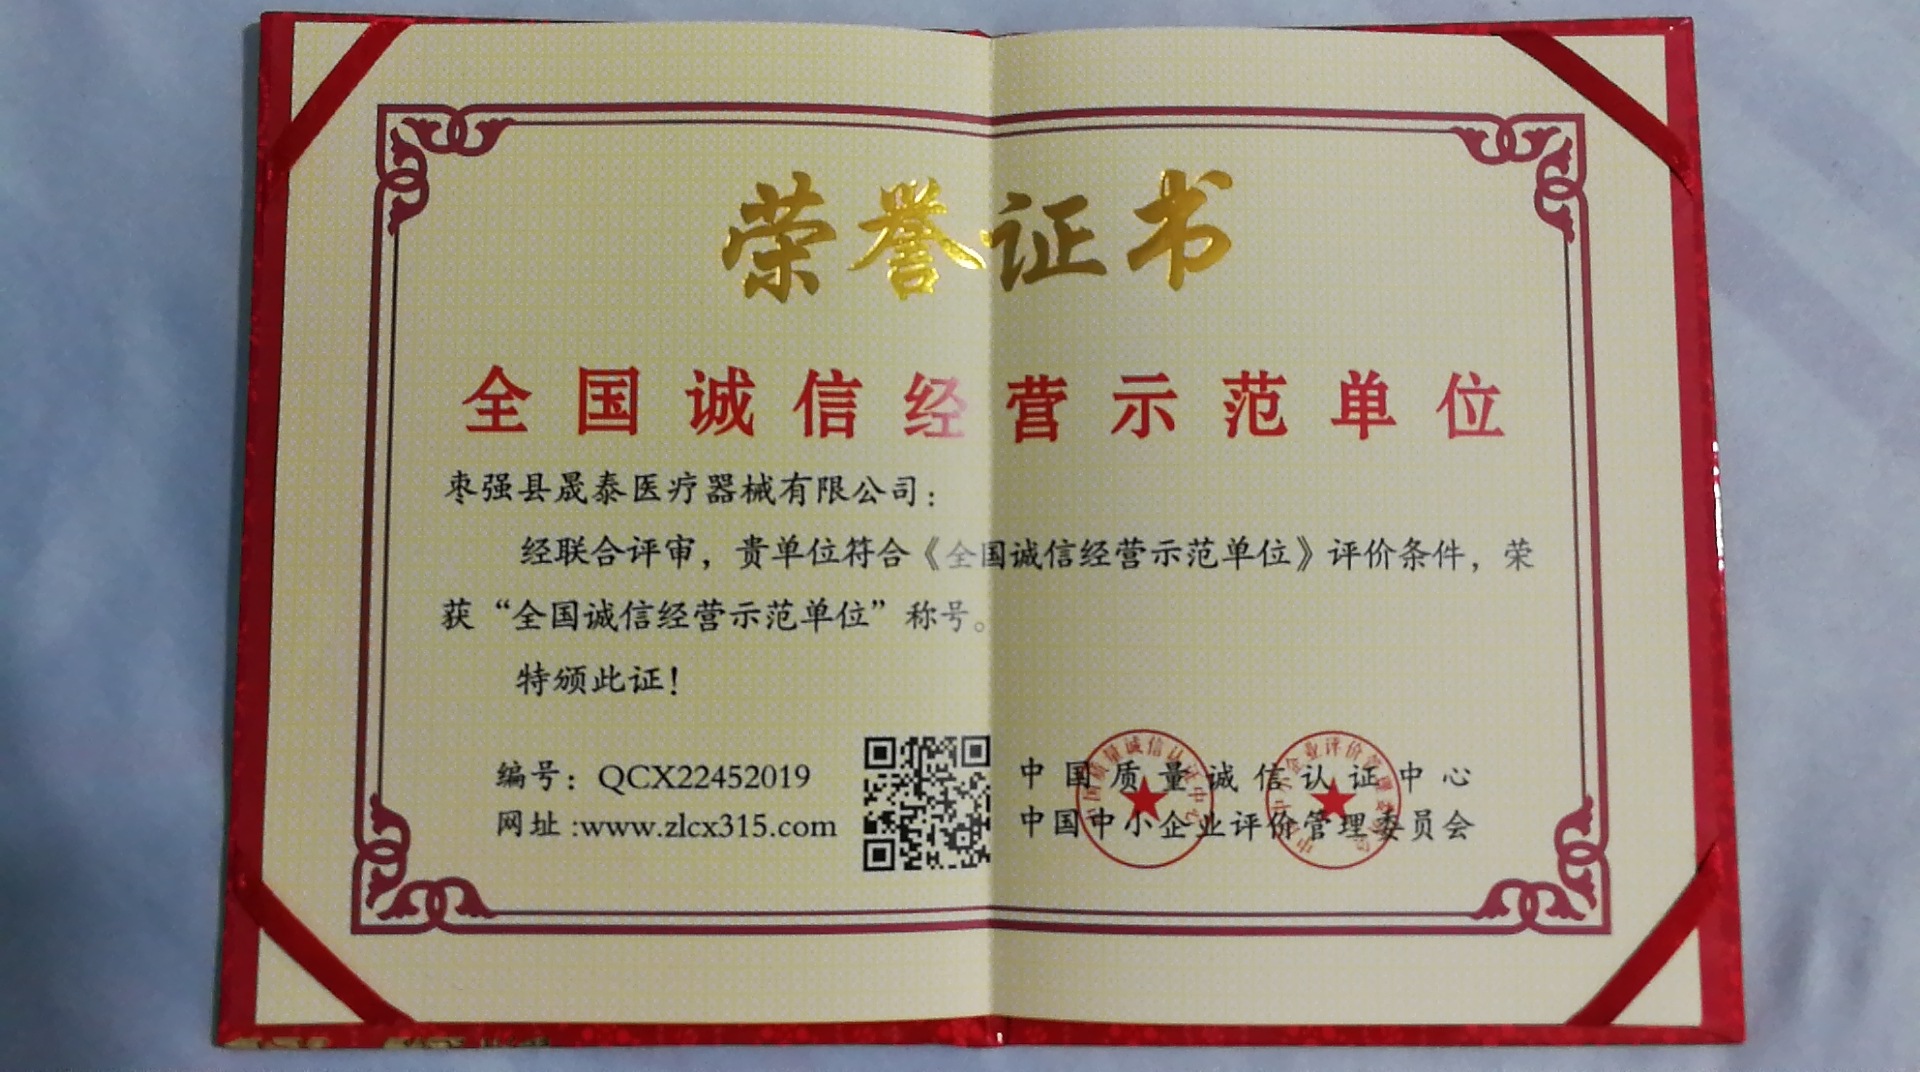 荣誉证书
全国诚信经营示范单位
枣强县晟泰医疗器械有限公司：
经联合评审，贵单位符合《全国诚信经营示范单位》评价条件，荣
获“全国诚信经营示范单位”称号。
特颁此证！
编号：QCX22452019
网址:www.zlcx315.com
中国质量诚信认证中心
中国中小企业评价管理委员会